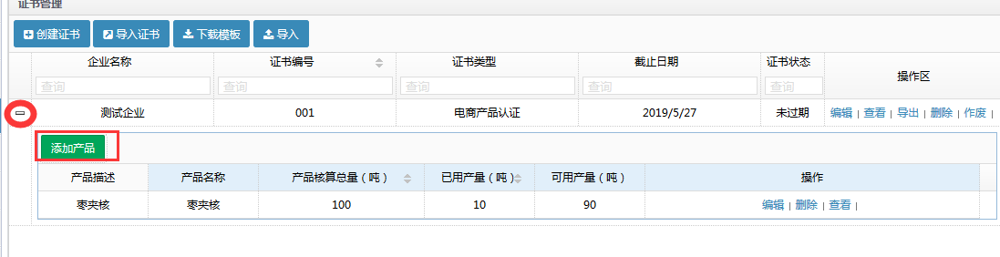 证书管理
创建证书 导入证书 下载模板 导入
企业名称 证书编号 证书类型 截止日期 证书状态 操作区
查询 查询 查询 查询 查询
测试企业 001 电商产品认证 2019/5/27 未过期 编辑 | 查看 | 导出 | 删除 | 作废 |
添加产品
产品描述 产品名称 产品核算总量（吨） 已用产量（吨） 可用产量（吨） 操作
枣夹核 枣夹核 100 10 90 编辑 | 删除 | 查看 |